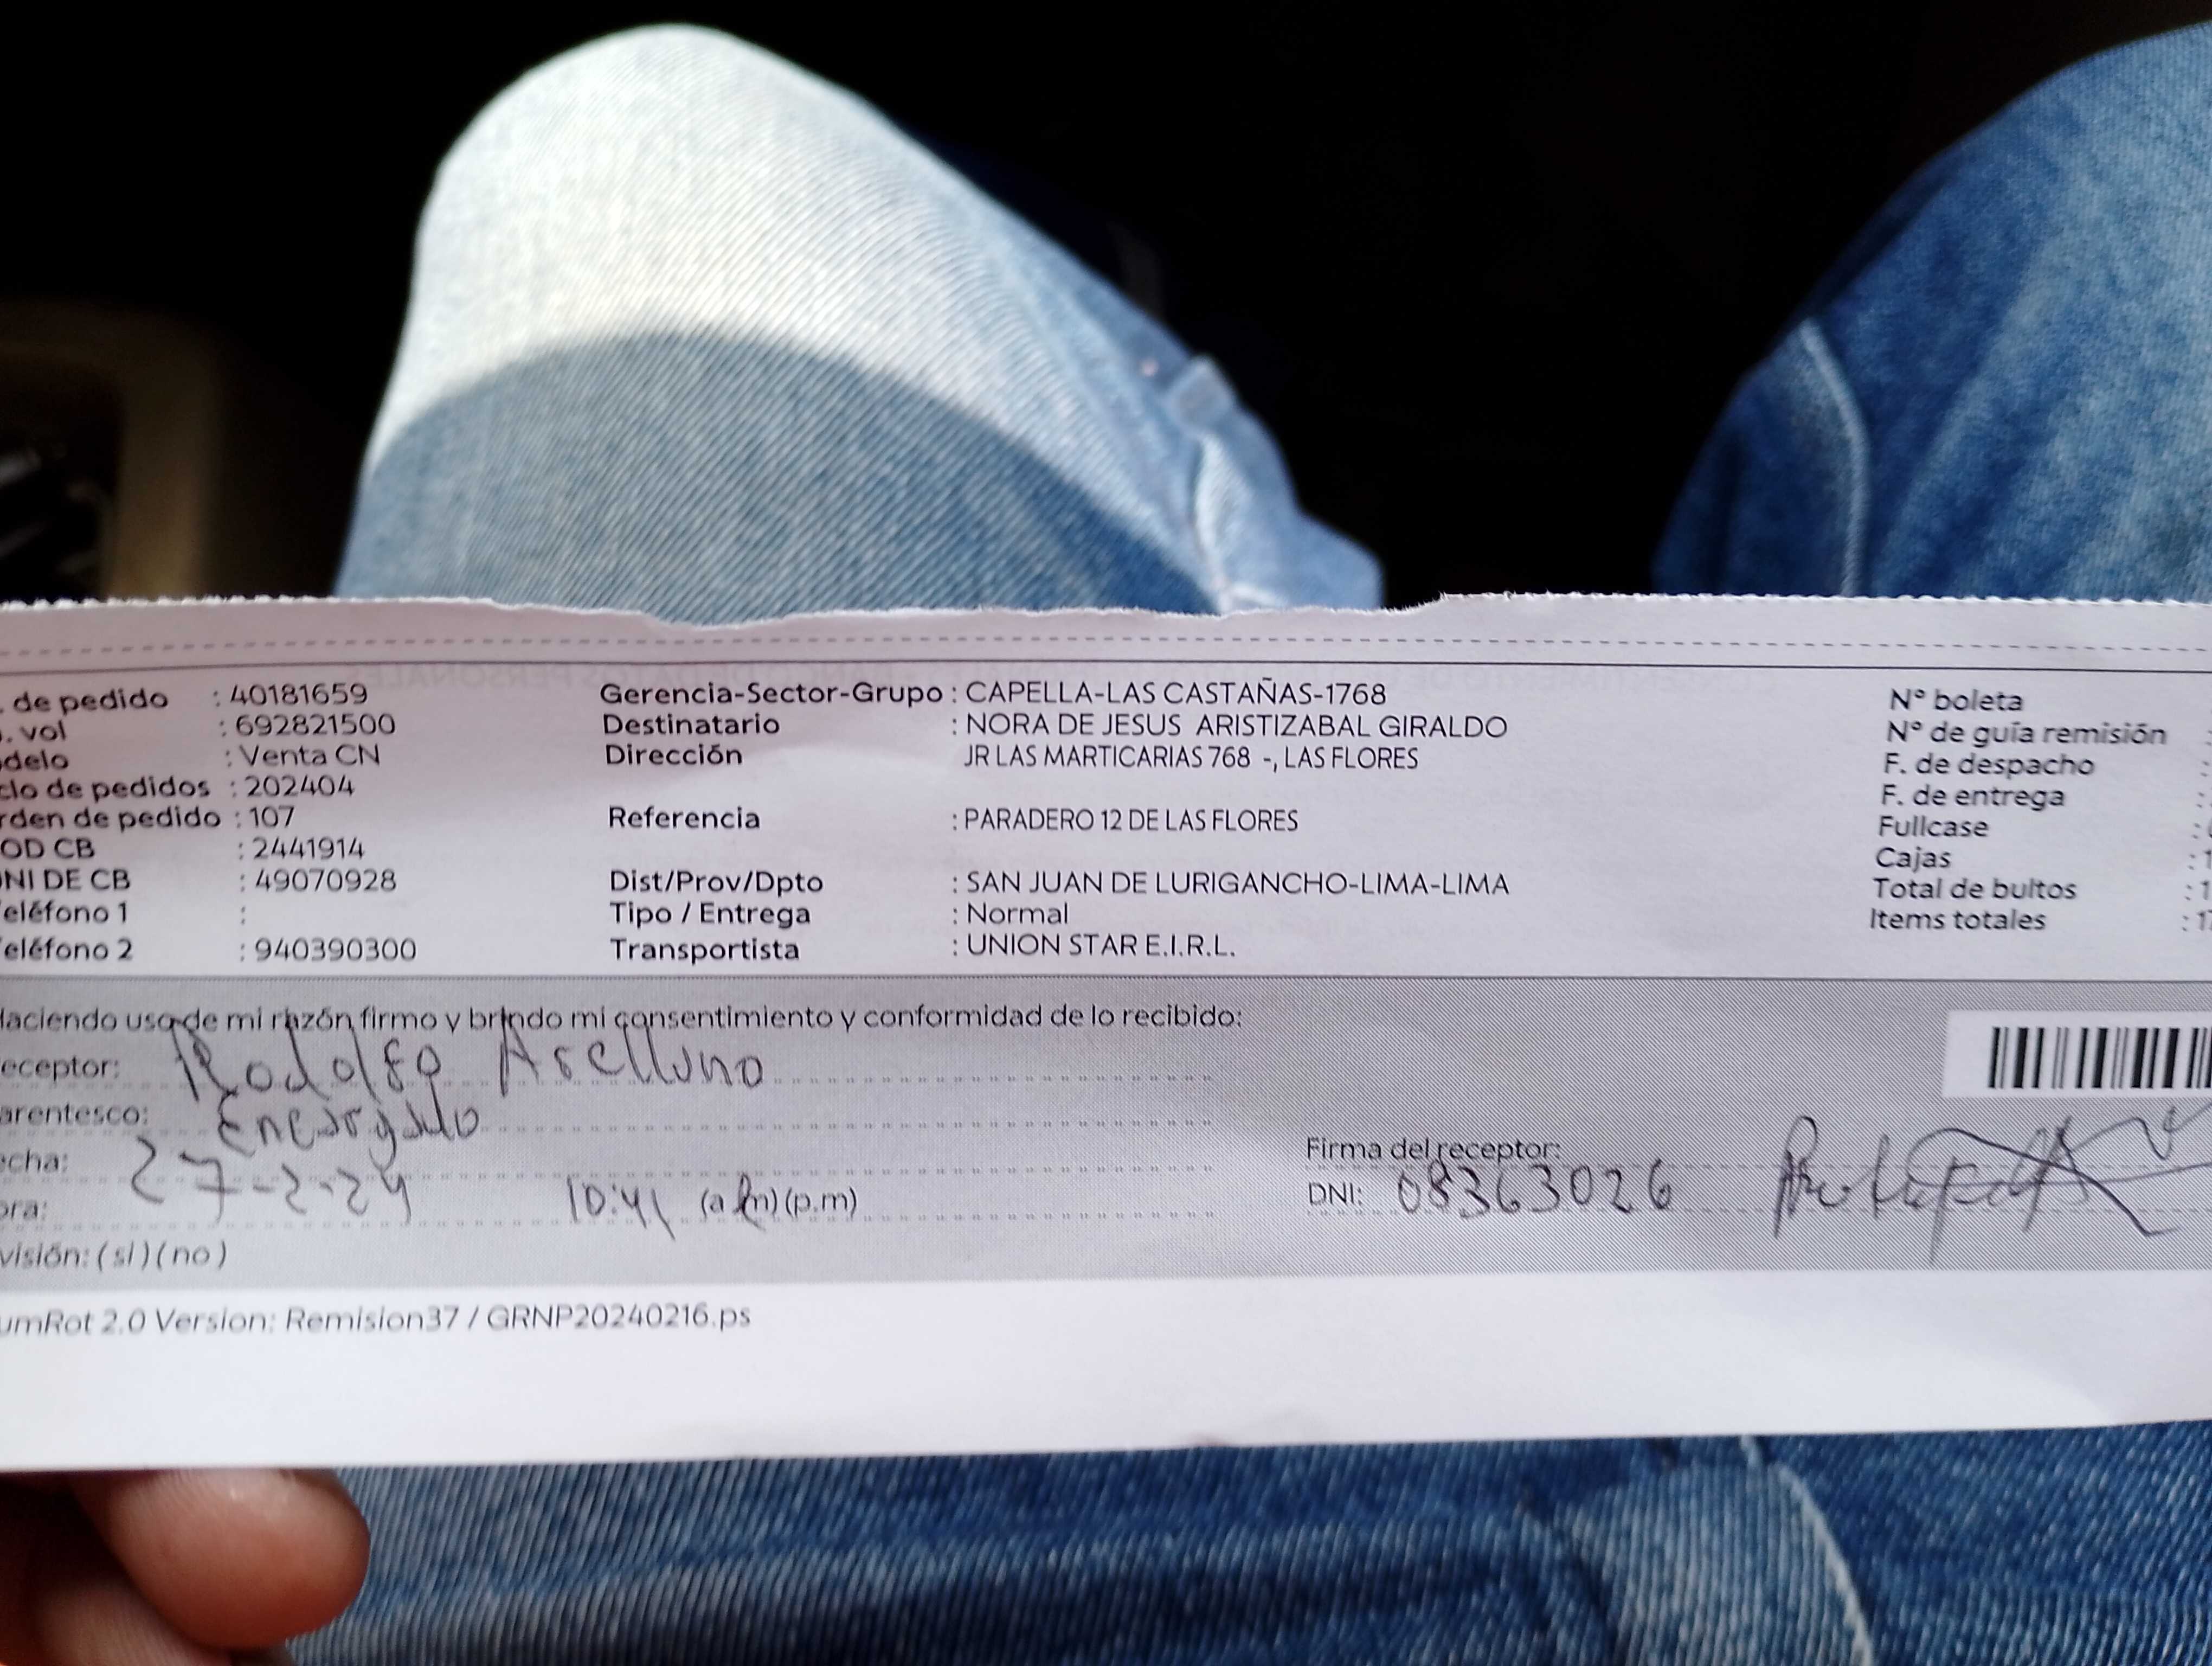 . de pedido : 40181659 Gerencia-Sector-Grupo : CAPELLA-LAS CASTAÑAS-1768 N° boleta
. vol : 692821500 Destinatario : NORA DE JESUS ARISTIZABAL GIRALDO N° de guía remisión :
delo : Venta CN Dirección JR LAS MARTICARIAS 768 -, LAS FLORES F. de despacho :
clo de pedidos : 202404 F. de entrega :
rden de pedido : 107 Referencia : PARADERO 12 DE LAS FLORES Fullcase :
OD CB : 2441914 Cajas : 1
NI DE CB : 49070928 Dist/Prov/Dpto : SAN JUAN DE LURIGANCHO-LIMA-LIMA Total de bultos : 1
eléfono 1 : Tipo / Entrega : Normal Items totales : 1
eléfono 2 : 940390300 Transportista : UNION STAR E.I.R.L.
Haciendo uso de mi razón firmo y brindo mi consentimiento y conformidad de lo recibido:
eceptor: Rodolfo
arentesco: Encargado
echa: 27-2-24 Firma del receptor:
ora: 10:41 (a.m) (p.m) DNI: 08363026
visión: (si) (no)
umRot 2.0 Version: Remision37 / GRNP20240216.ps